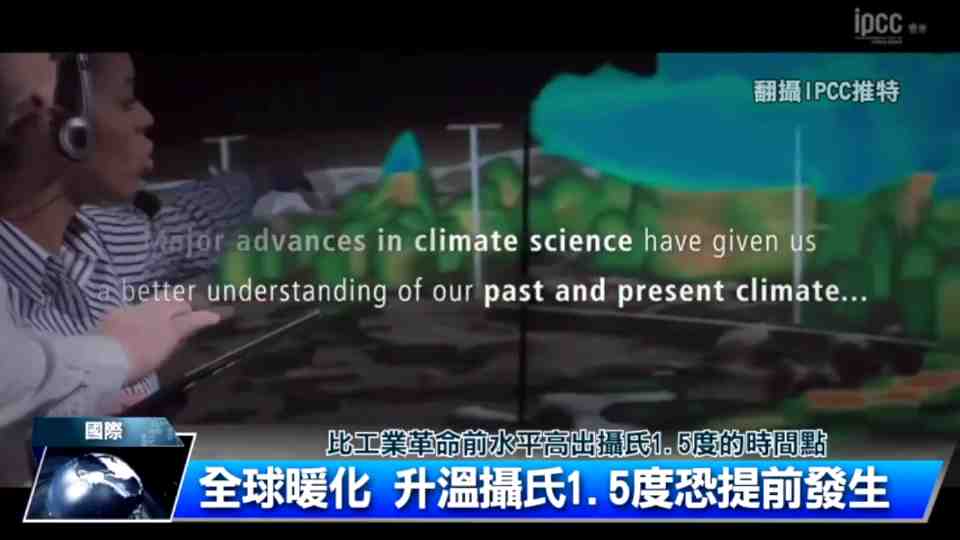 ipcc
翻攝IPCC推特
Major advances in climate science have given us
a better understanding of our past and present climate...
國際
比工業革命前水平高出攝氏1.5度的時間點
全球暖化 升溫攝氏1.5度恐提前發生